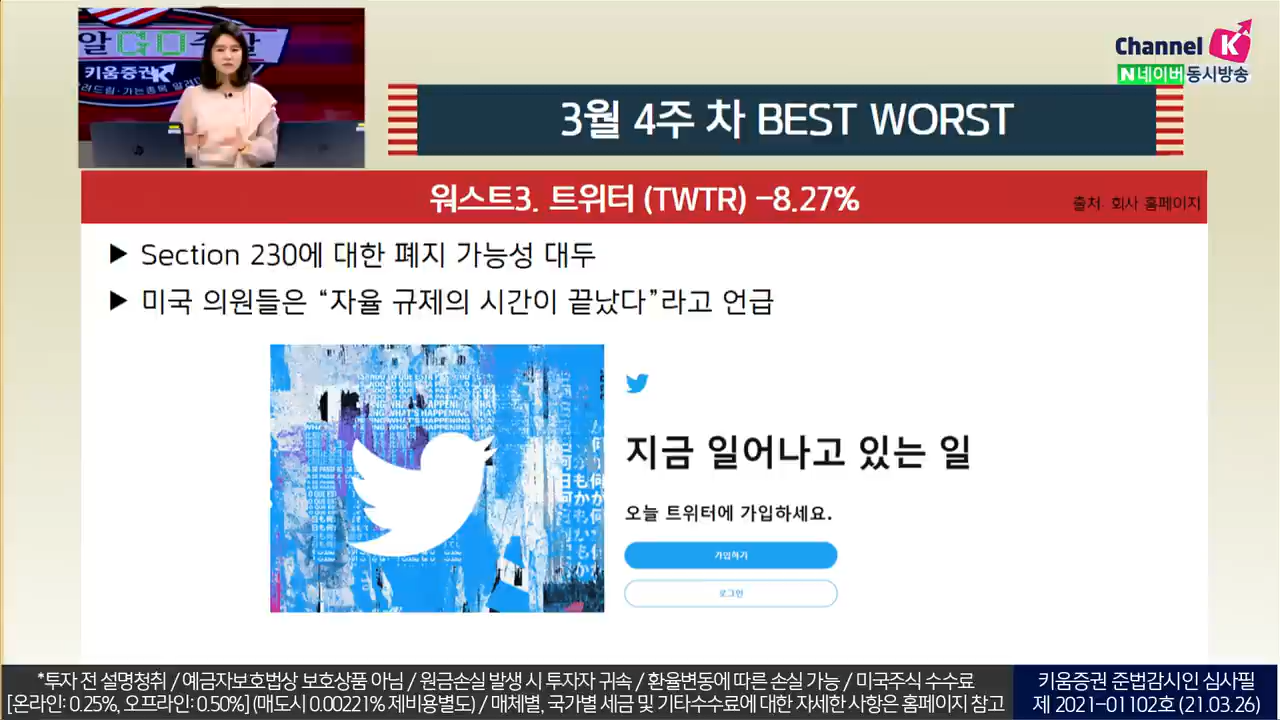 알GO주알
키움증권K
Channel K
N 네이버 동시방송
3월 4주 차 BEST WORST
워스트3. 트위터 (TWTR) -8.27%
출처: 회사 홈페이지
▶ Section 230에 대한 폐지 가능성 대두
▶ 미국 의원들은 “자율 규제의 시간이 끝났다”라고 언급
WHAT'S HAPPENING
지금 일어나고 있는 일
오늘 트위터에 가입하세요.
가입하기
로그인
*투자 전 설명청취 / 예금자보호법상 보호상품 아님 / 원금손실 발생 시 투자자 귀속 / 환율변동에 따른 손실 가능 / 미국주식 수수료
[온라인: 0.25%, 오프라인: 0.50%] (매도시 0.00221% 제비용별도) / 매체별, 국가별 세금 및 기타수수료에 대한 자세한 사항은 홈페이지 참고
키움증권 준법감시인 심사필
제 2021-01102호 (21.03.26)